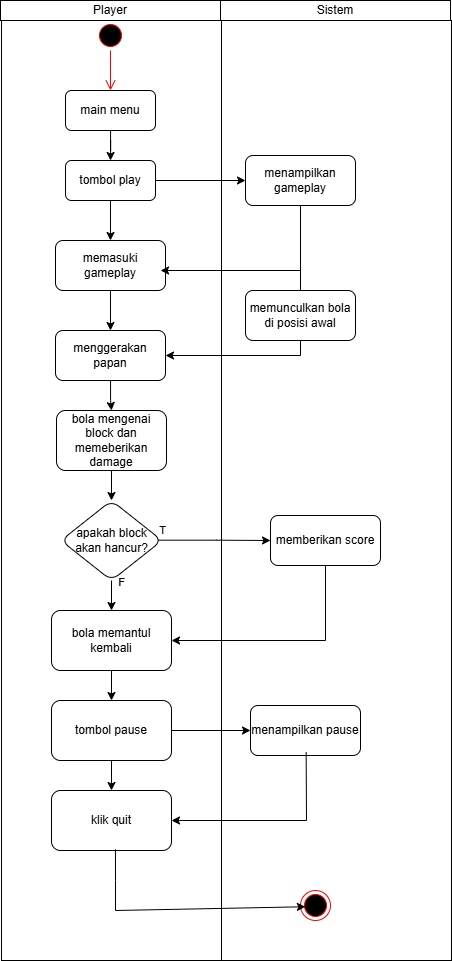 Player
Sistem
main menu
tombol play
menampilkan
gameplay
memasuki
gameplay
memunculkan bola
di posisi awal
menggerakan
papan
bola mengenai
block dan
memeberikan
damage
apakah block
akan hancur?
T
memberikan score
F
bola memantul
kembali
tombol pause
menampilkan pause
klik quit